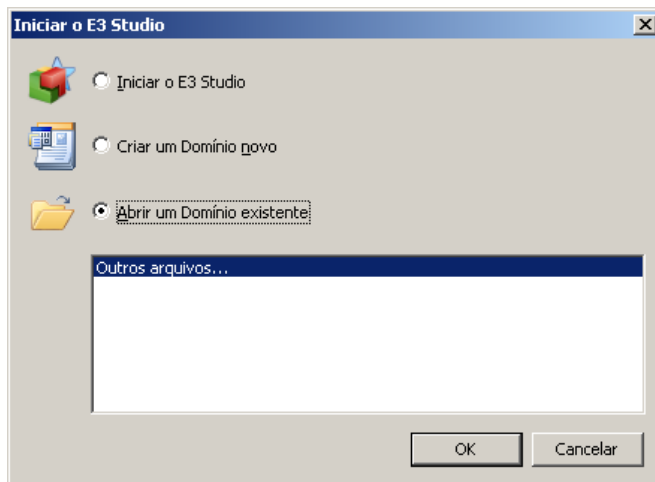 Iniciar o E3 Studio
Iniciar o E3 Studio
Criar um Domínio novo
Abrir um Domínio existente
Outros arquivos...
OK Cancelar